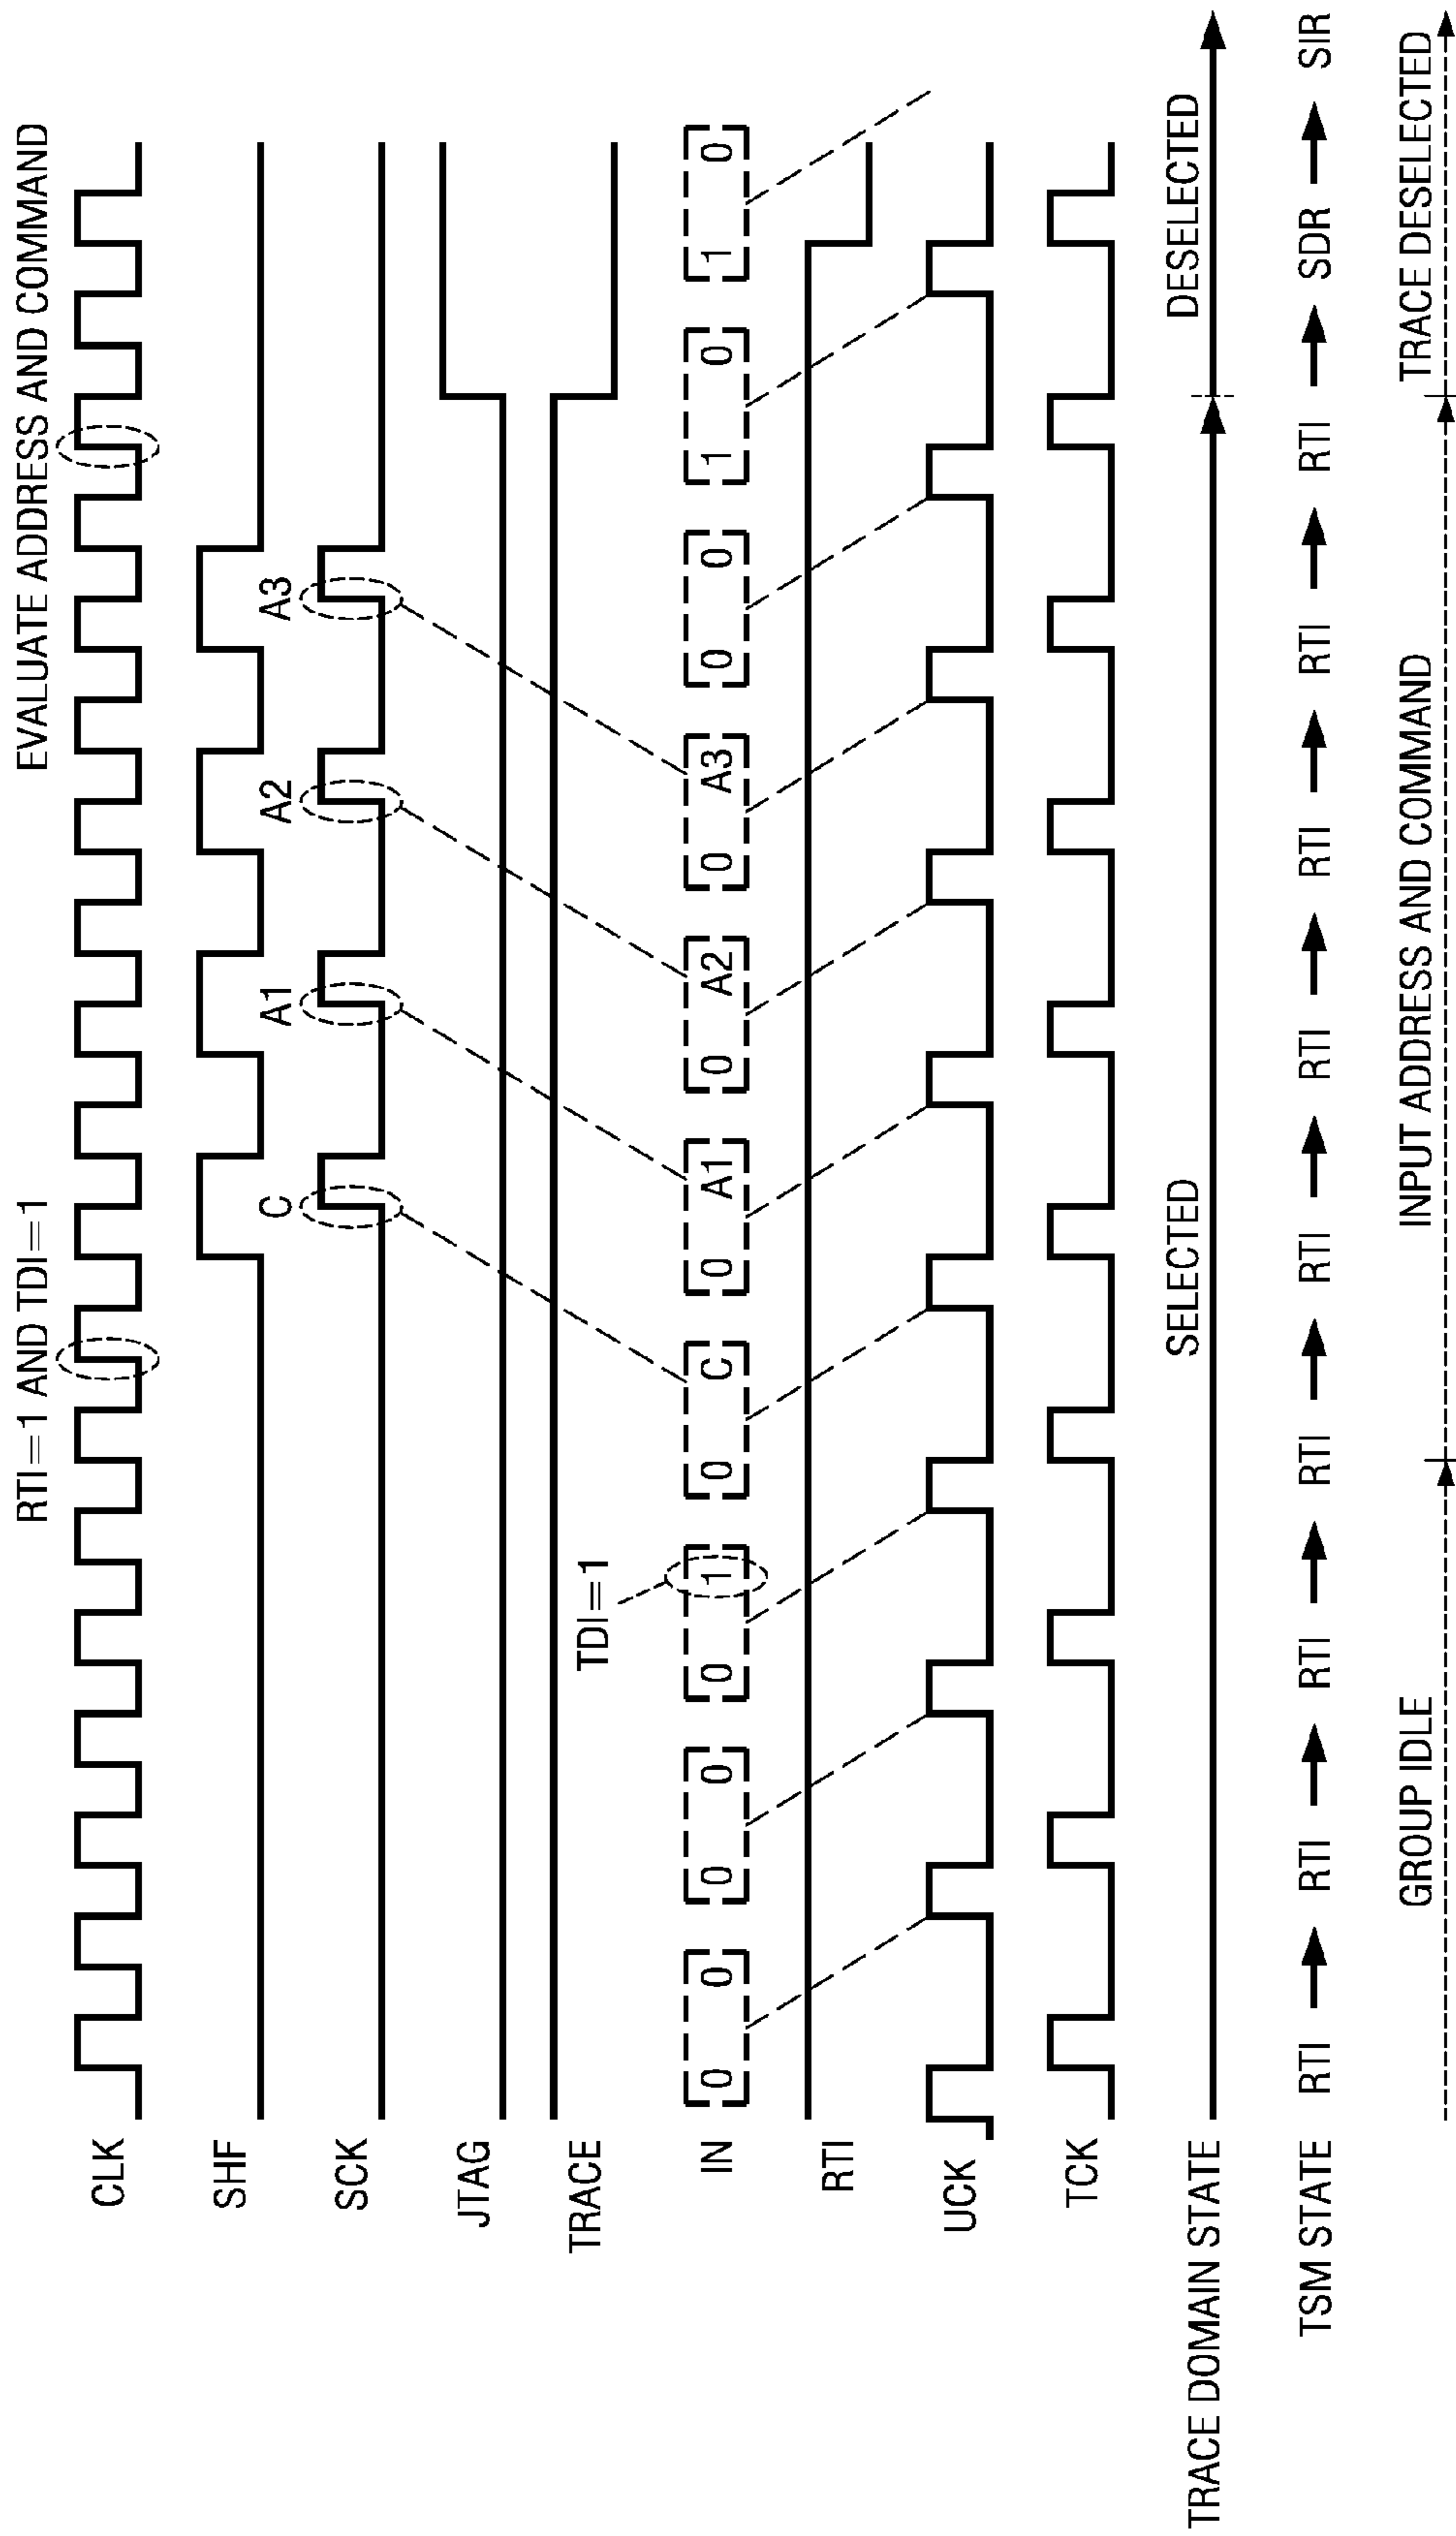 RTI=1 AND TDI=1 EVALUATE ADDRESS AND COMMAND
CLK
SHF
C A1 A2 A3
SCK
JTAG
TRACE
TDI=1
IN 0 0 0 0 0 1 0 C 0 A1 0 A2 0 A3 0 0 1 0 1 0
RTI
UCK
TCK
SELECTED DESELECTED
TRACE DOMAIN STATE
TSM STATE RTI RTI RTI RTI RTI RTI RTI RTI RTI SDR SIR
GROUP IDLE INPUT ADDRESS AND COMMAND TRACE DESELECTED